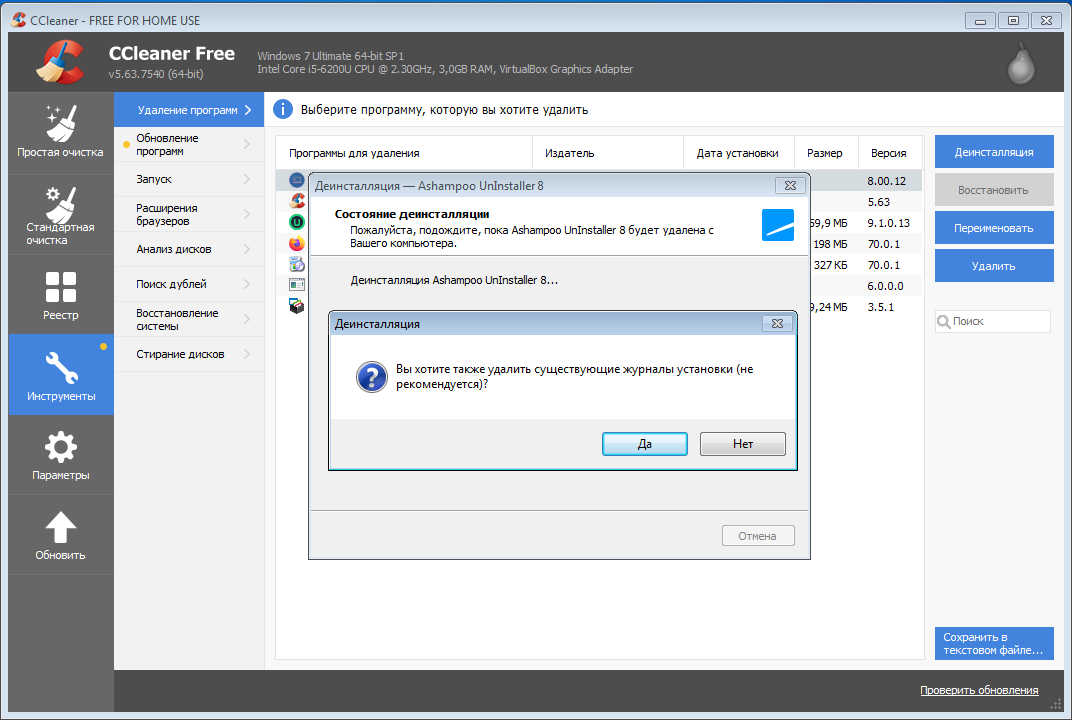 CCleaner - FREE FOR HOME USE
CCleaner Free
v5.63.7540 (64-bit)
Windows 7 Ultimate 64-bit SP1
Intel Core i5-6200U CPU @ 2.30GHz, 3,0GB RAM, VirtualBox Graphics Adapter
Простая очистка
Стандартная
очистка
Реестр
Инструменты
Параметры
Обновить
Удаление программ
Обновление
программ
Запуск
Расширения
браузеров
Анализ дисков
Поиск дублей
Восстановление
системы
Стирание дисков
Выберите программу, которую вы хотите удалить
Программы для удаления Издатель Дата установки Размер Версия
8.00.12
5.63
59,9 МБ 9.1.0.13
198 МБ 70.0.1
327 КБ 70.0.1
6.0.0.0
9,24 МБ 3.5.1
Деинсталляция — Ashampoo UnInstaller 8
Состояние деинсталляции
Пожалуйста, подождите, пока Ashampoo UnInstaller 8 будет удалена с
Вашего компьютера.
Деинсталляция Ashampoo UnInstaller 8...
Деинсталляция
Вы хотите также удалить существующие журналы установки (не
рекомендуется)?
Да Нет
Отмена
Деинсталляция
Восстановить
Переименовать
Удалить
Поиск
Сохранить в
текстовом файле...
Проверить обновления